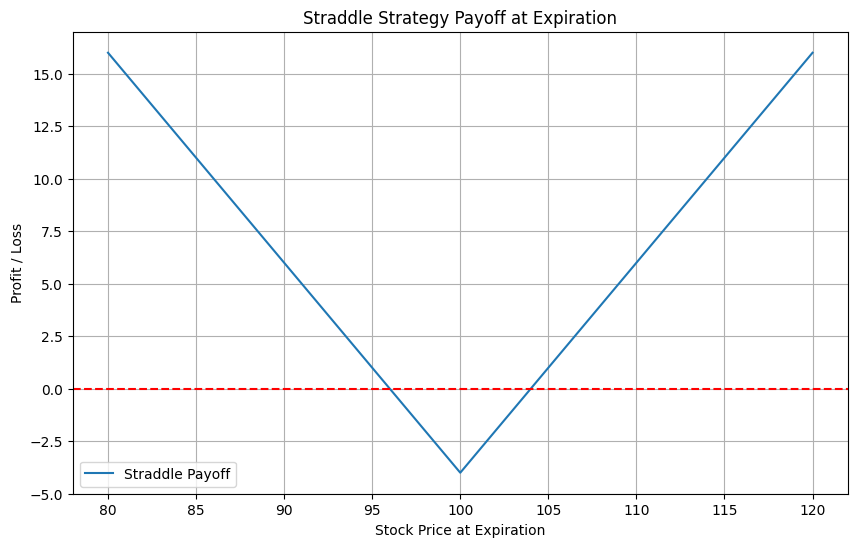 Straddle Strategy Payoff at Expiration
Profit / Loss
15.0
12.5
10.0
7.5
5.0
2.5
0.0
−2.5
−5.0
Straddle Payoff
80 85 90 95 100 105 110 115 120
Stock Price at Expiration